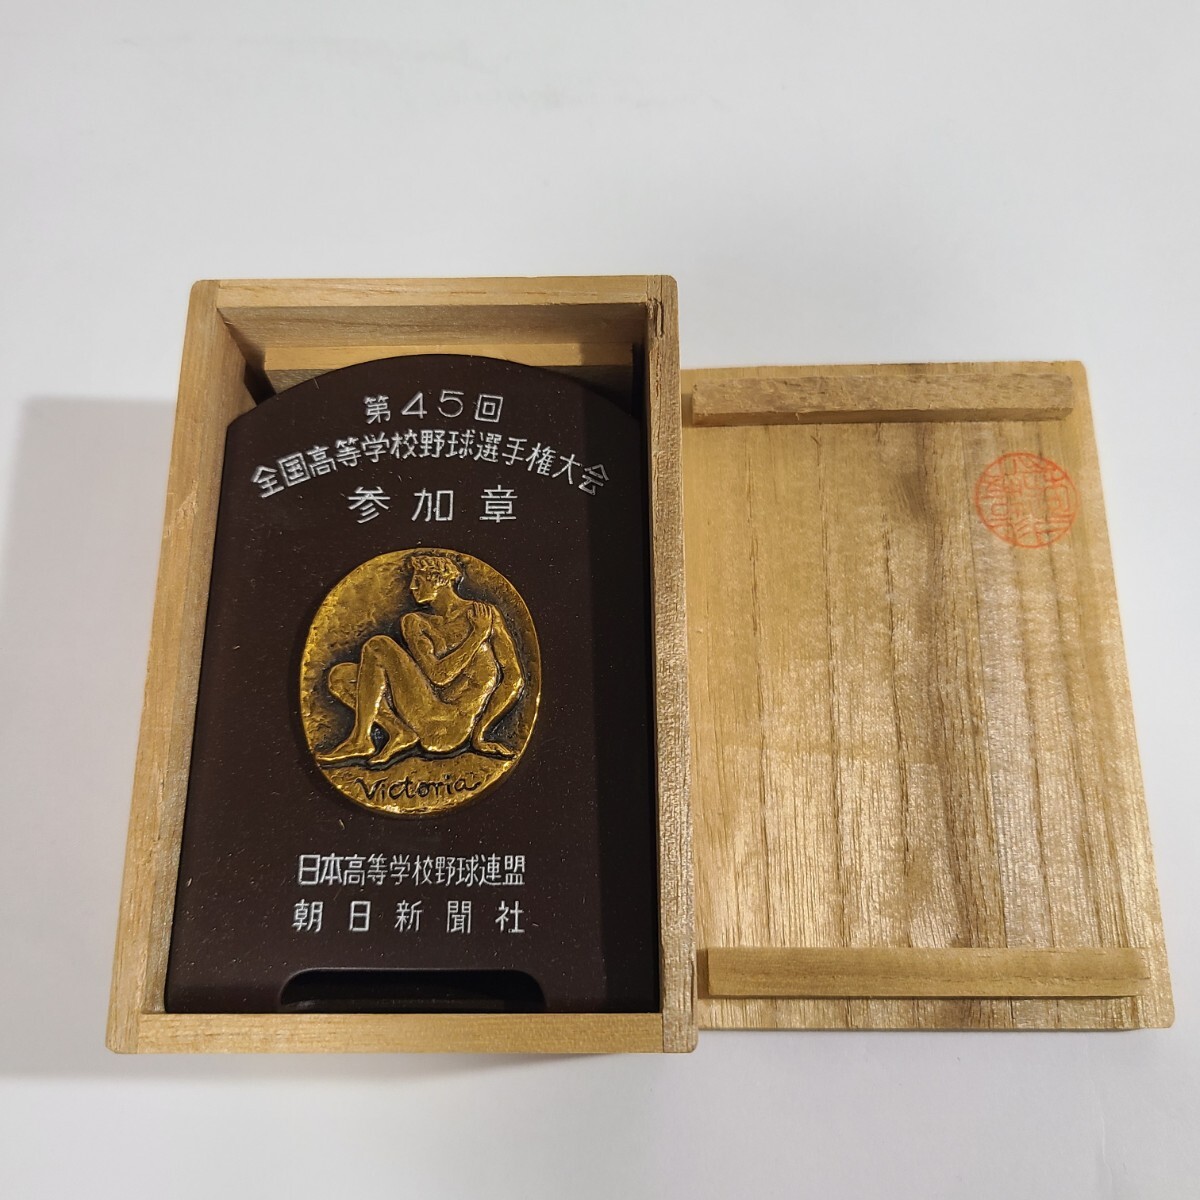 第45回
全国高等学校野球選手権大会
参加章
Victoria
日本高等学校野球連盟
朝日新聞社